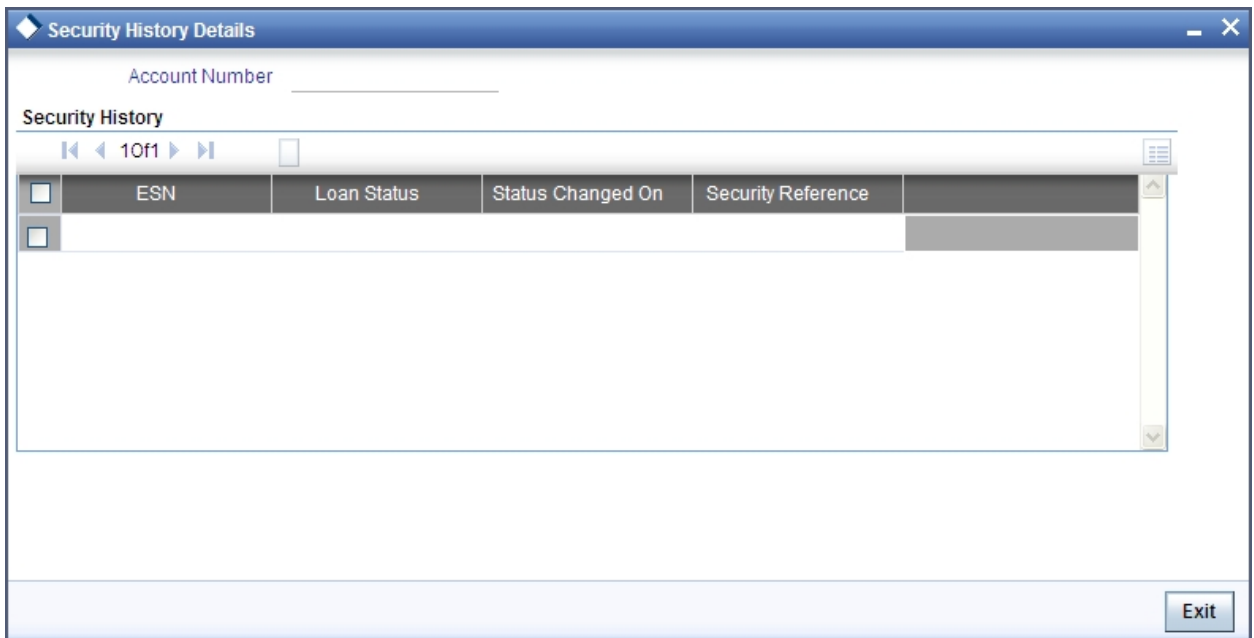 Security History Details
Account Number
Security History
1Of1
ESN Loan Status Status Changed On Security Reference
Exit